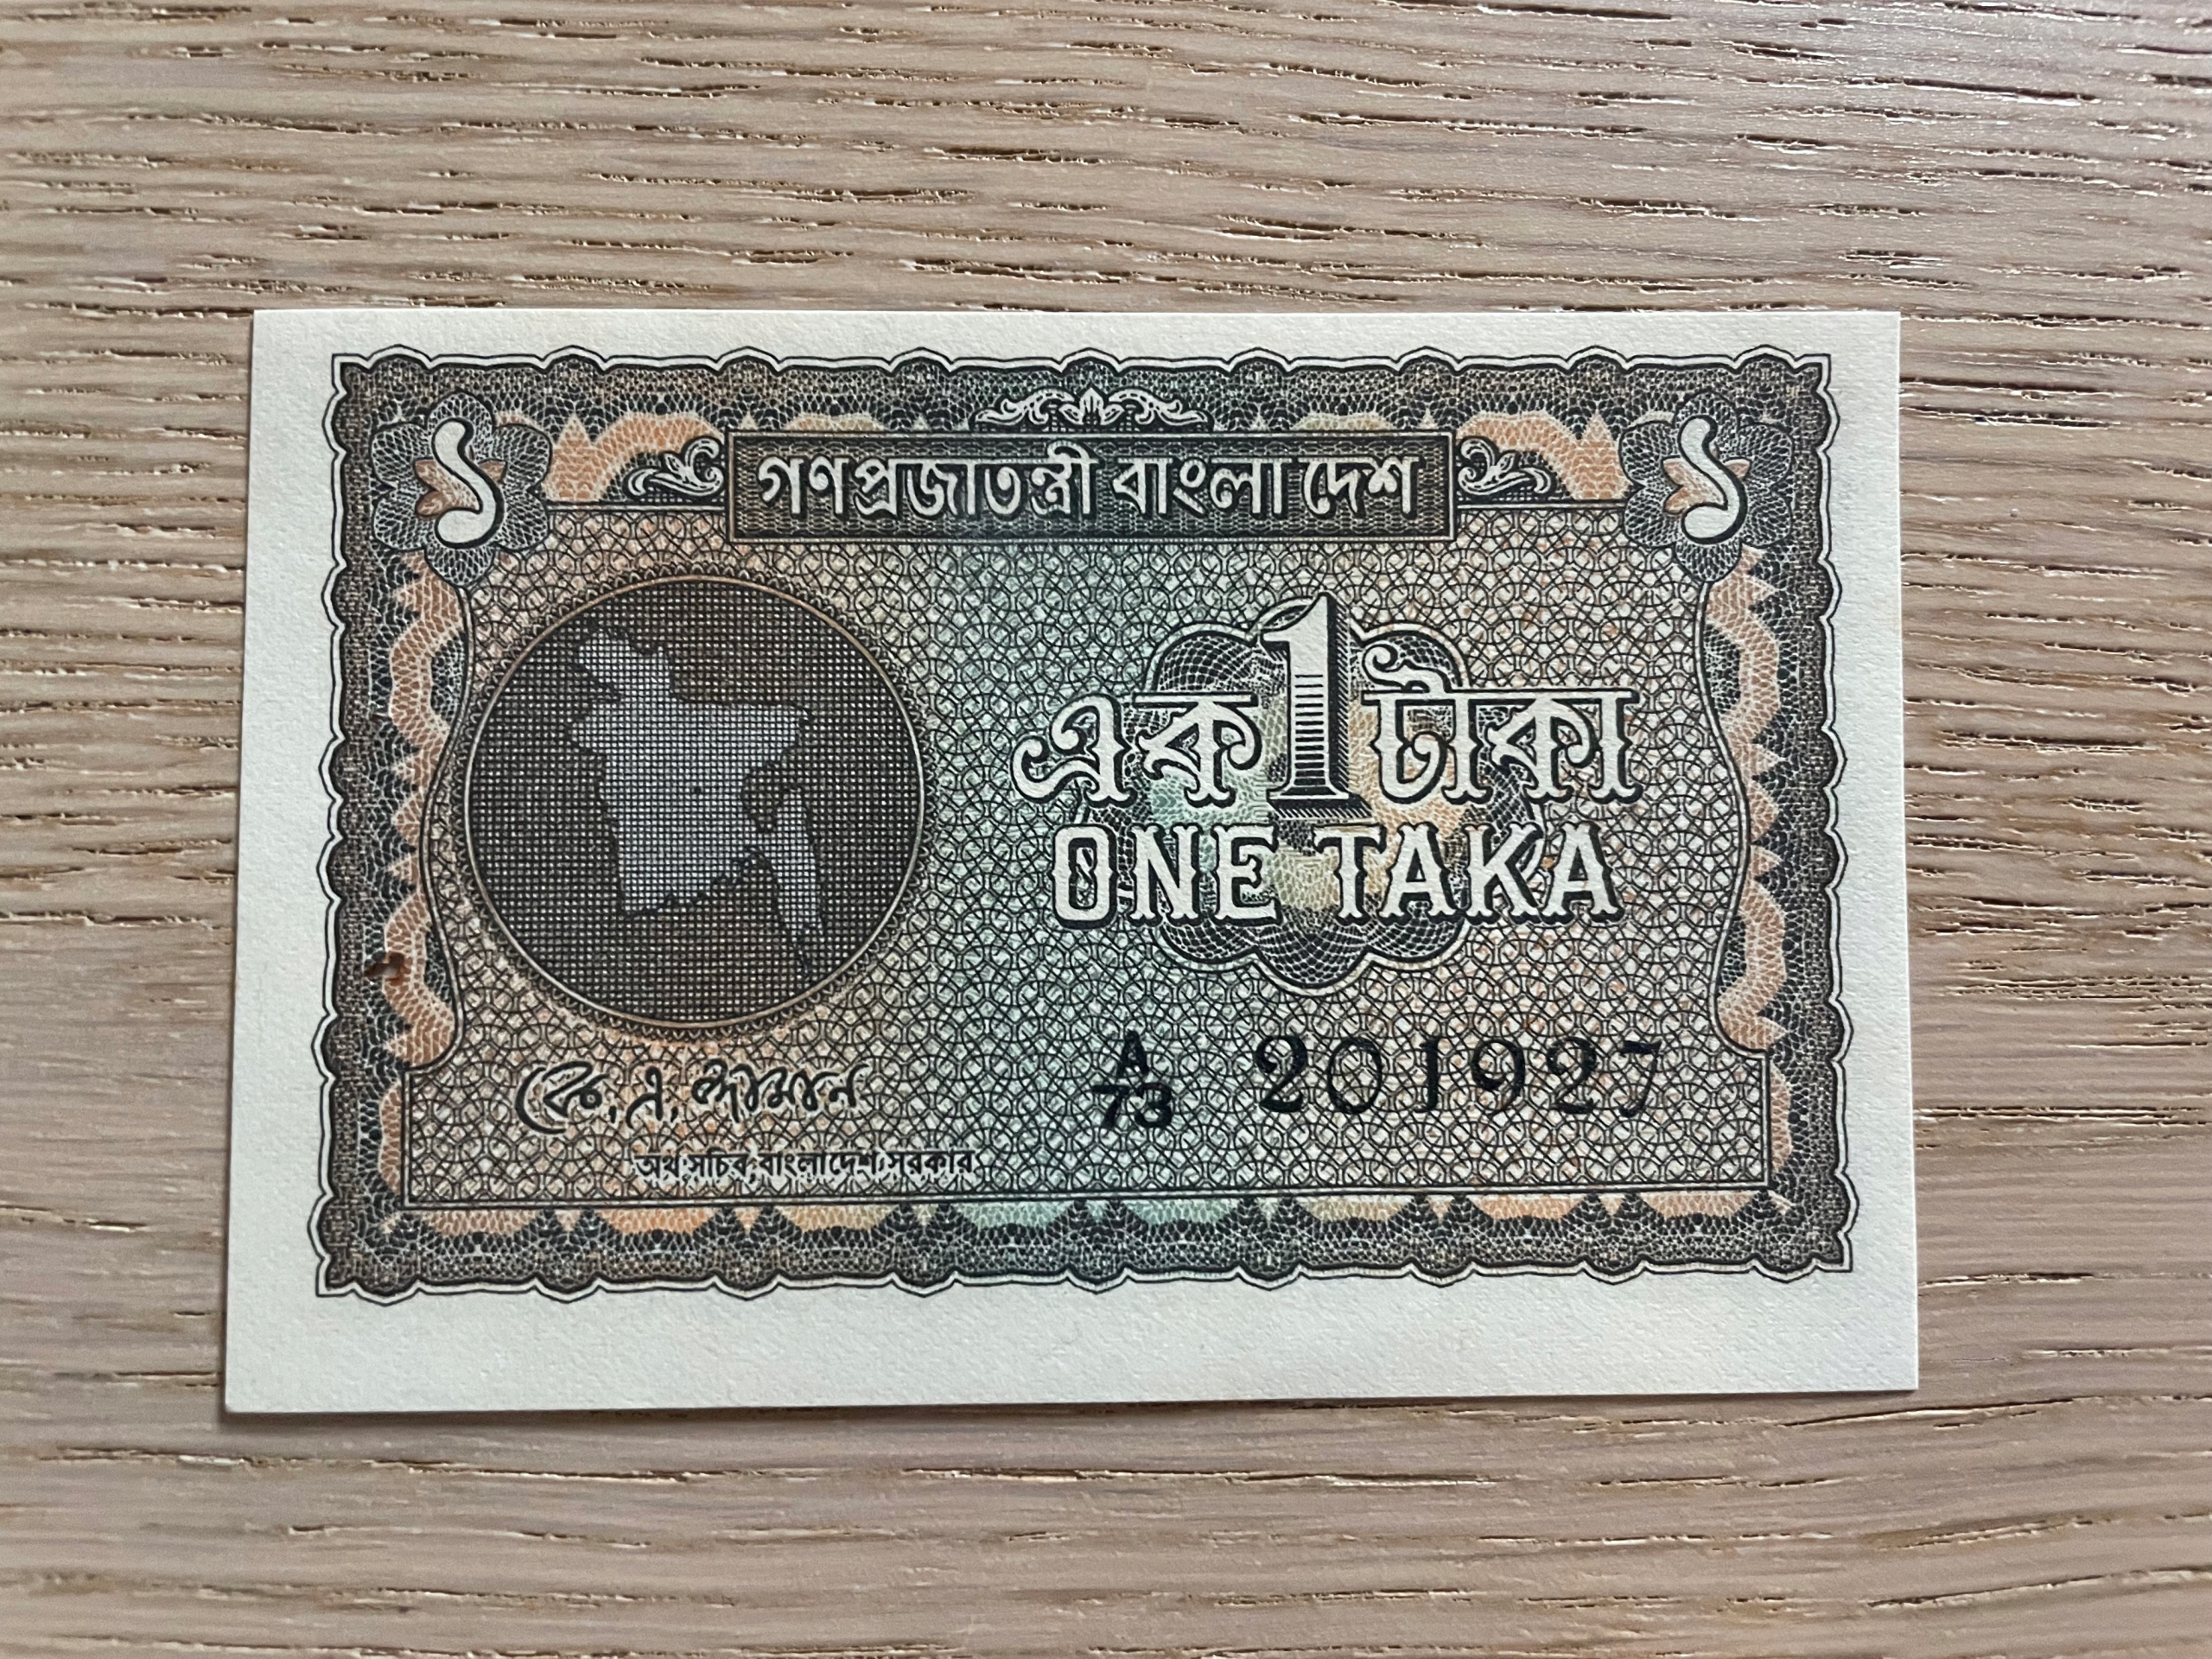 ১ গণপ্রজাতন্ত্রী বাংলা দেশ ১
এক 1 টাকা
ONE TAKA
A/73 201927
কে, এ, জামান
অর্থ সচিব, বাংলাদেশ সরকার